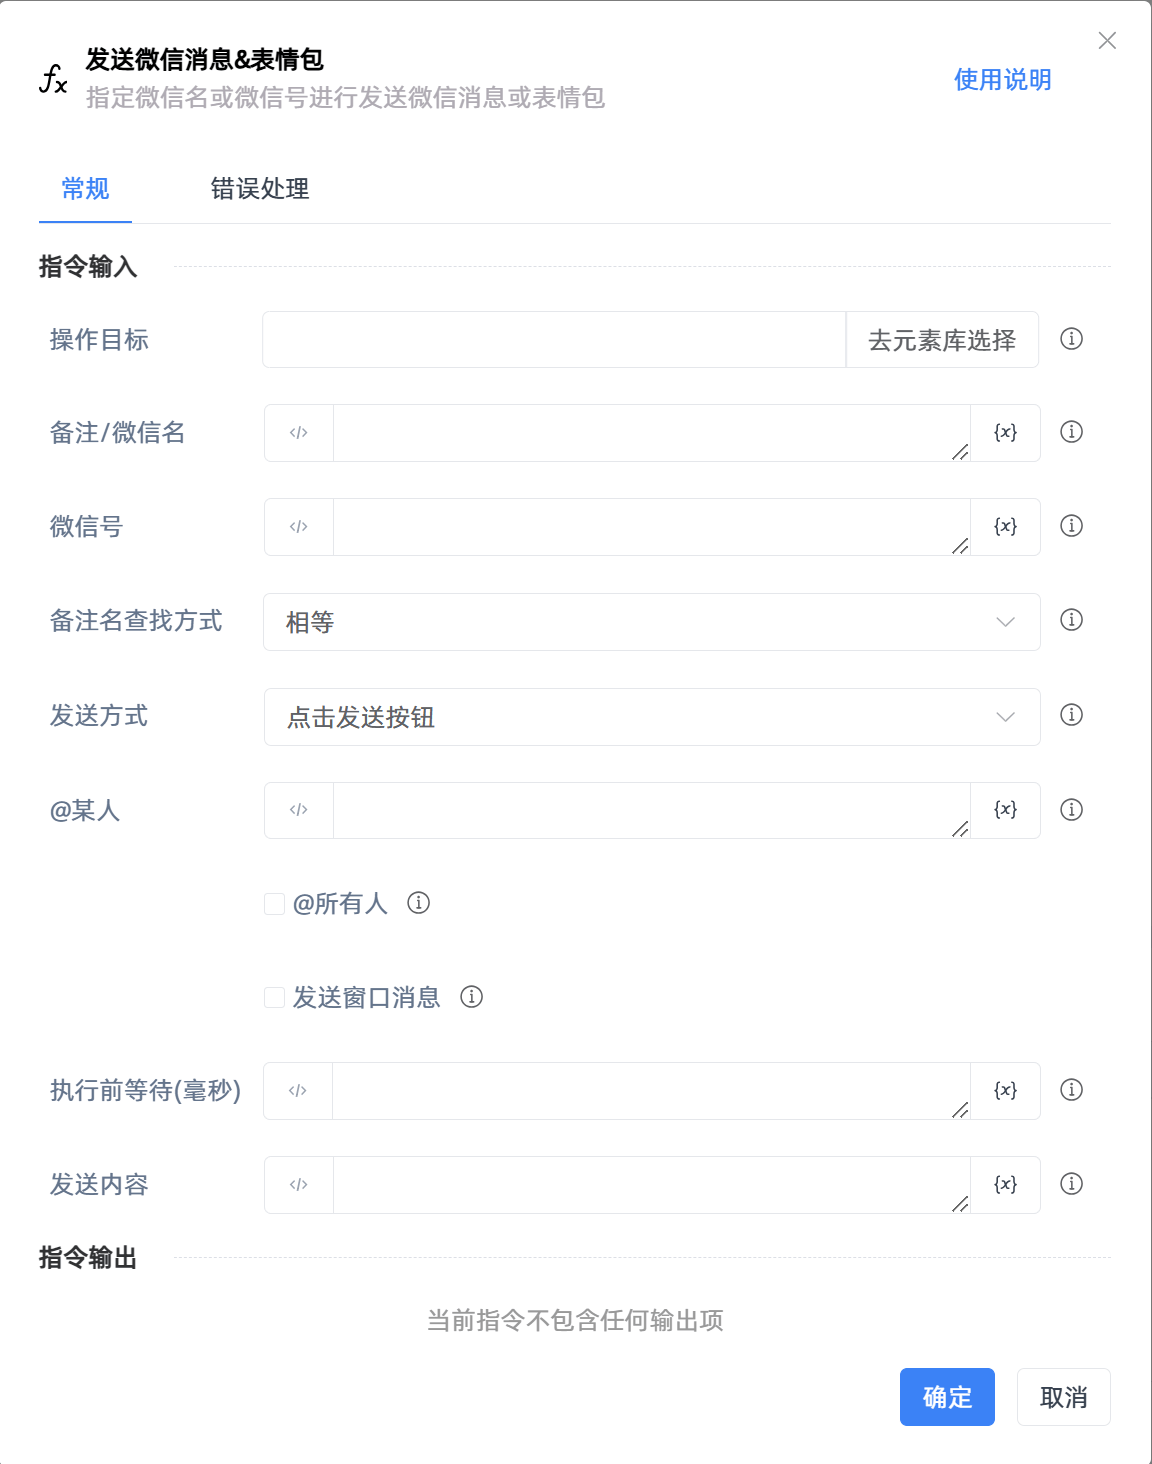 发送微信消息&表情包
指定微信名或微信号进行发送微信消息或表情包
使用说明
常规
错误处理
指令输入
操作目标
去元素库选择
备注/微信名
</>
{x}
微信号
</>
{x}
备注名查找方式
相等
发送方式
点击发送按钮
@某人
</>
{x}
@所有人
发送窗口消息
执行前等待(毫秒)
</>
{x}
发送内容
</>
{x}
指令输出
当前指令不包含任何输出项
确定
取消